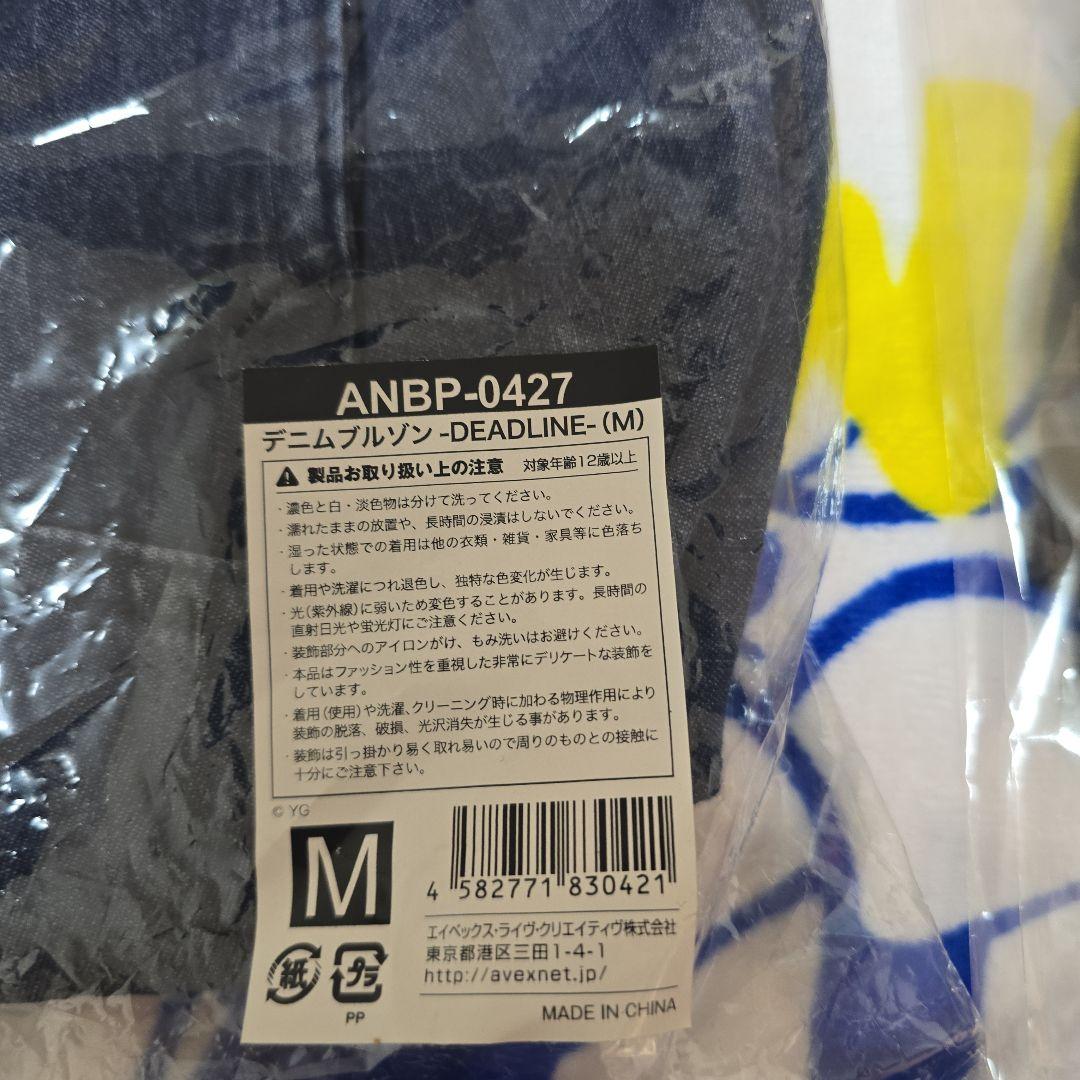 ANBP-0427
デニムブルゾン -DEADLINE-（M）
製品お取り扱い上の注意 対象年齢12歳以上
・濃色と白・淡色物は分けて洗ってください。
・濡れたままの放置や、長時間の浸漬はしないでください。
・湿った状態での着用は他の衣類・雑貨・家具等に色落ち
します。
・着用や洗濯につれ退色し、独特な色変化が生じます。
・光（紫外線）に弱いため変色することがあります。長時間の
直射日光や蛍光灯にご注意ください。
・装飾部分へのアイロンがけ、もみ洗いはお避けください。
・本品はファッション性を重視した非常にデリケートな装飾を
しています。
・着用（使用）や洗濯、クリーニング時に加わる物理作用により
装飾の脱落、破損、光沢消失が生じる事があります。
・装飾は引っ掛かり易く取れ易いので周りのものとの接触に
十分にご注意下さい。
© YG
M
4 582771 830421
エイベックス・ライヴ・クリエイティヴ株式会社
東京都港区三田1-4-1
http://avexnet.jp/
紙
プラ
PP
MADE IN CHINA